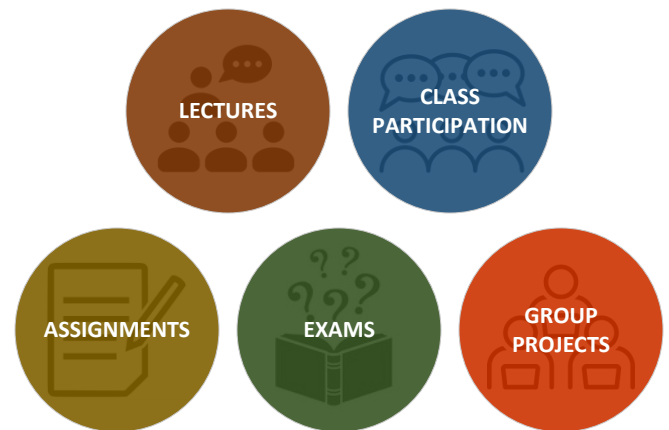 LECTURES
CLASS
PARTICIPATION
ASSIGNMENTS
EXAMS
GROUP
PROJECTS